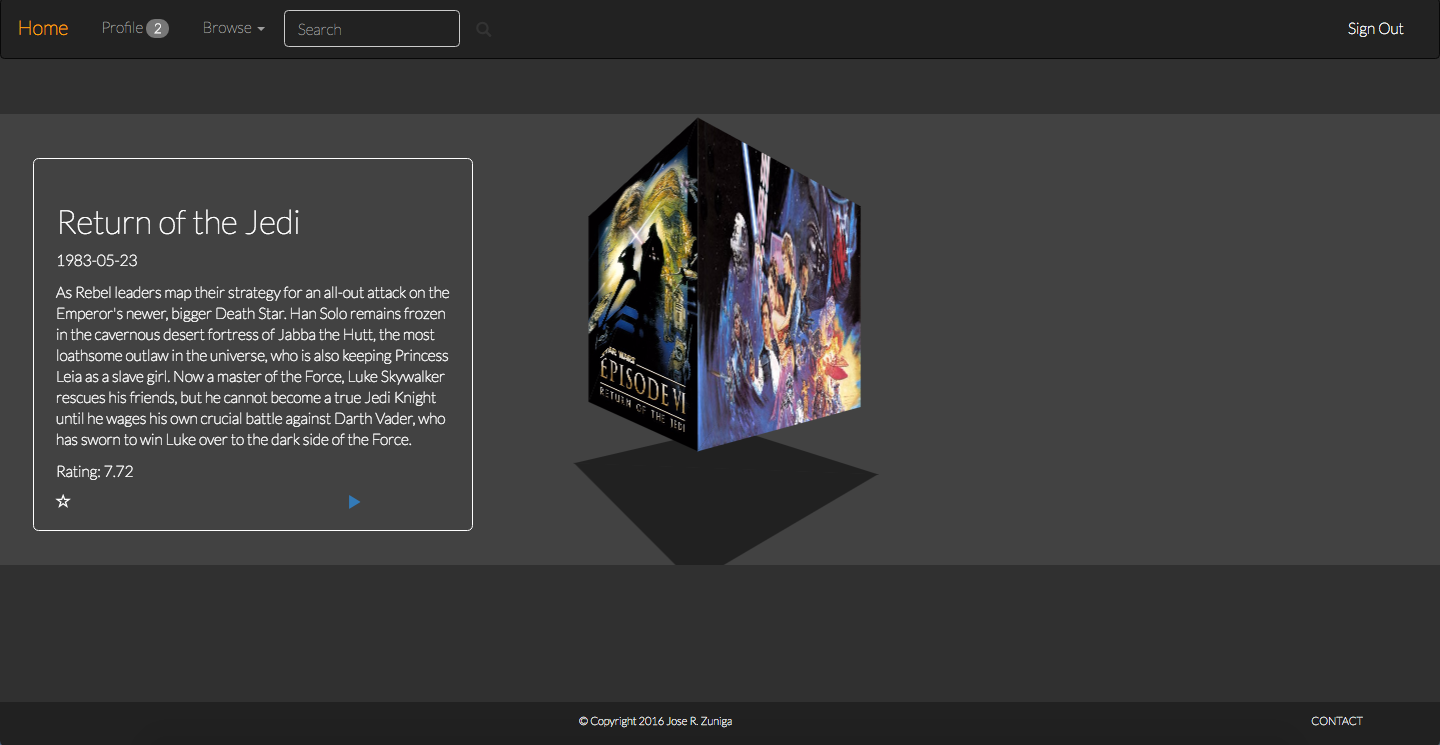 Home Profile 2 Browse Search Sign Out
Return of the Jedi
1983-05-23
As Rebel leaders map their strategy for an all-out attack on the
Emperor's newer, bigger Death Star. Han Solo remains frozen
in the cavernous desert fortress of Jabba the Hutt, the most
loathsome outlaw in the universe, who is also keeping Princess
Leia as a slave girl. Now a master of the Force, Luke Skywalker
rescues his friends, but he cannot become a true Jedi Knight
until he wages his own crucial battle against Darth Vader, who
has sworn to win Luke over to the dark side of the Force.
Rating: 7.72
STAR WARS
EPISODE VI
RETURN OF THE JEDI
© Copyright 2016 Jose R. Zuniga
CONTACT